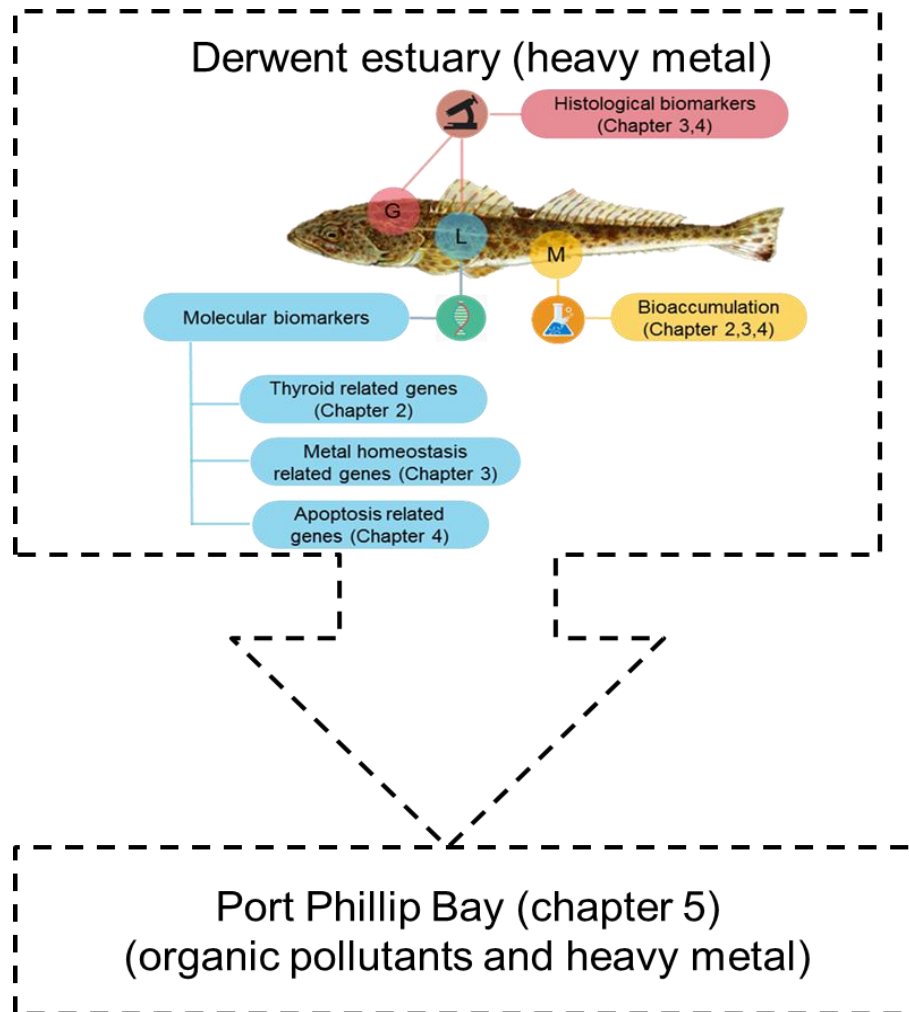 Derwent estuary (heavy metal)
Histological biomarkers
(Chapter 3,4)
G
L
M
Molecular biomarkers
Bioaccumulation
(Chapter 2,3,4)
Thyroid related genes
(Chapter 2)
Metal homeostasis
related genes (Chapter 3)
Apoptosis related
genes (Chapter 4)
Port Phillip Bay (chapter 5)
(organic pollutants and heavy metal)